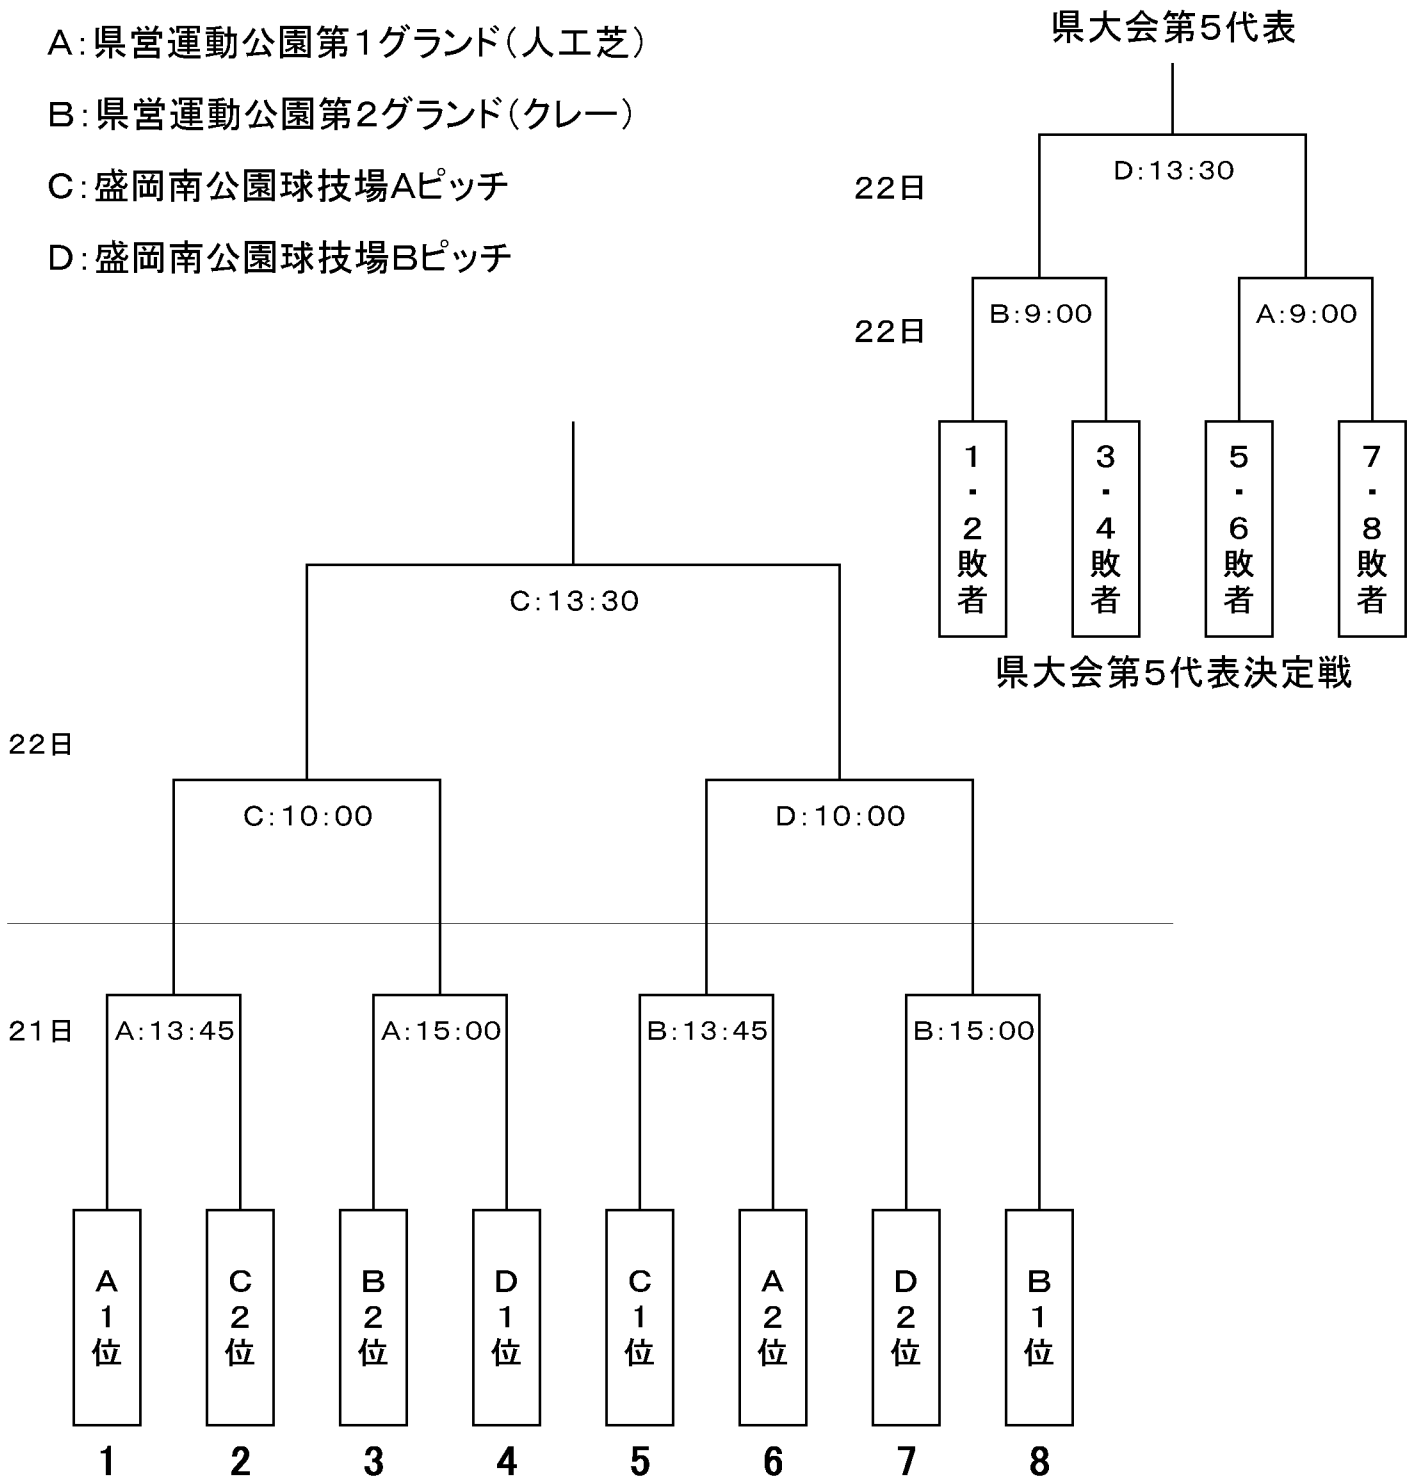 A:県営運動公園第1グランド(人工芝)
B:県営運動公園第2グランド(クレー)
C:盛岡南公園球技場Aピッチ
D:盛岡南公園球技場Bピッチ
県大会第5代表
D:13:30
22日
B:9:00
A:9:00
22日
1・2敗者
3・4敗者
5・6敗者
7・8敗者
県大会第5代表決定戦
C:13:30
22日
C:10:00
D:10:00
21日
A:13:45
A:15:00
B:13:45
B:15:00
A1位
C2位
B2位
D1位
C1位
A2位
D2位
B1位
1
2
3
4
5
6
7
8